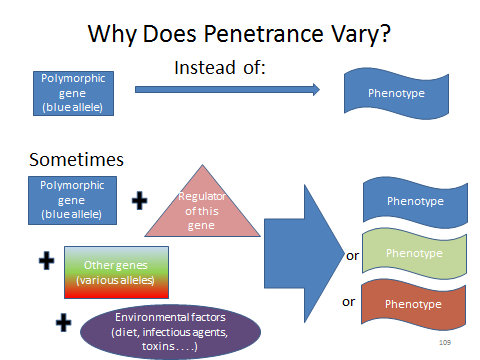 Why Does Penetrance Vary?
Instead of:
Polymorphic
gene
(blue allele)
Phenotype
Sometimes
Polymorphic
gene
(blue allele)
Regulator
of this
gene
Phenotype
Other genes
(various alleles)
or
Phenotype
or
Phenotype
Environmental factors
(diet, infectious agents,
toxins . . . .)
109